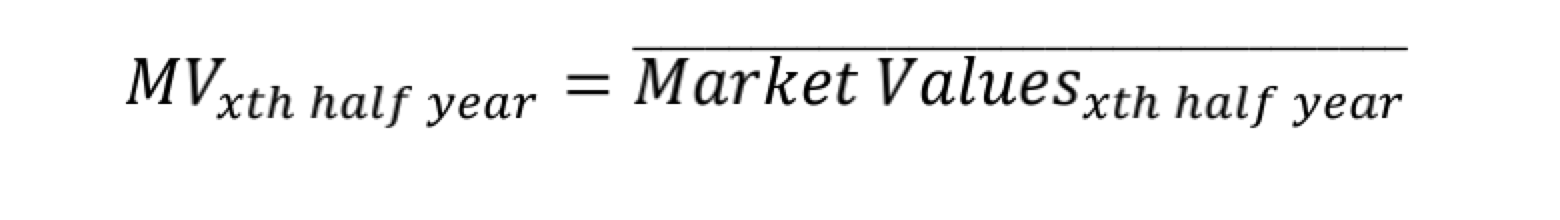 MVxth half year = Market Valuesxth half year